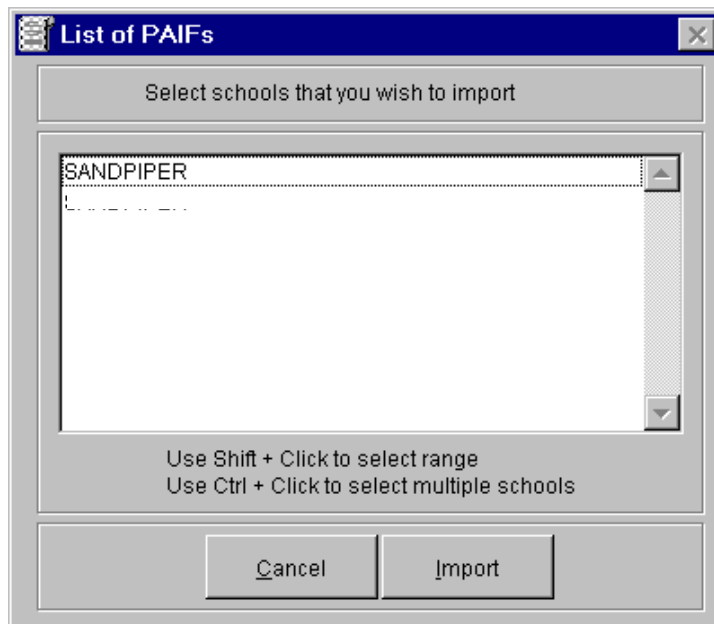 List of PAIFs
Select schools that you wish to import
SANDPIPER
Use Shift + Click to select range
Use Ctrl + Click to select multiple schools
Cancel
Import